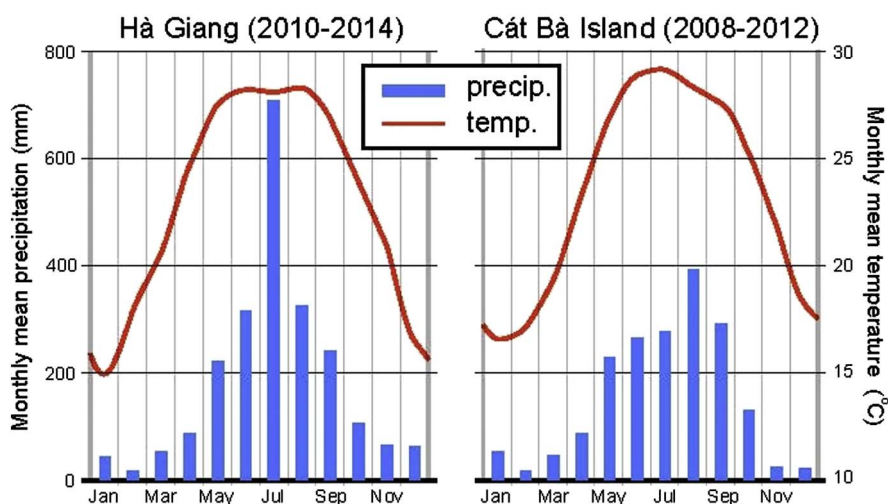 Hà Giang (2010-2014)
Cát Bà Island (2008-2012)
800
600
400
200
0
Monthly mean precipitation (mm)
precip.
temp.
30
25
20
15
10
Monthly mean temperature (°C)
Jan Mar May Jul Sep Nov
Jan Mar May Jul Sep Nov